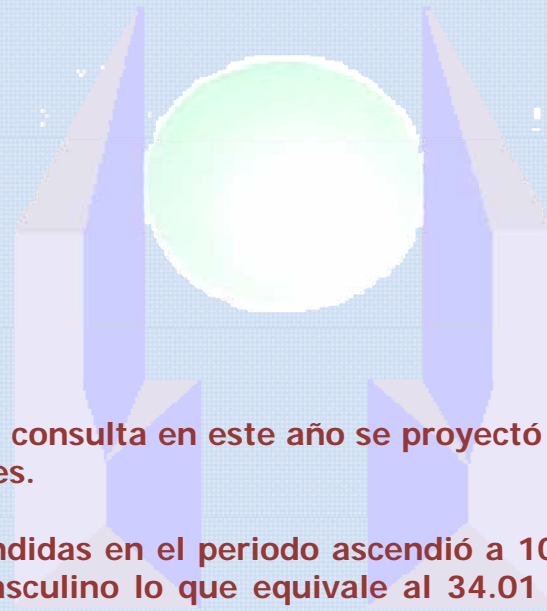 consulta en este año se proyectó
es.
ndidas en el periodo ascendió a 10
asculino lo que equivale al 34.01